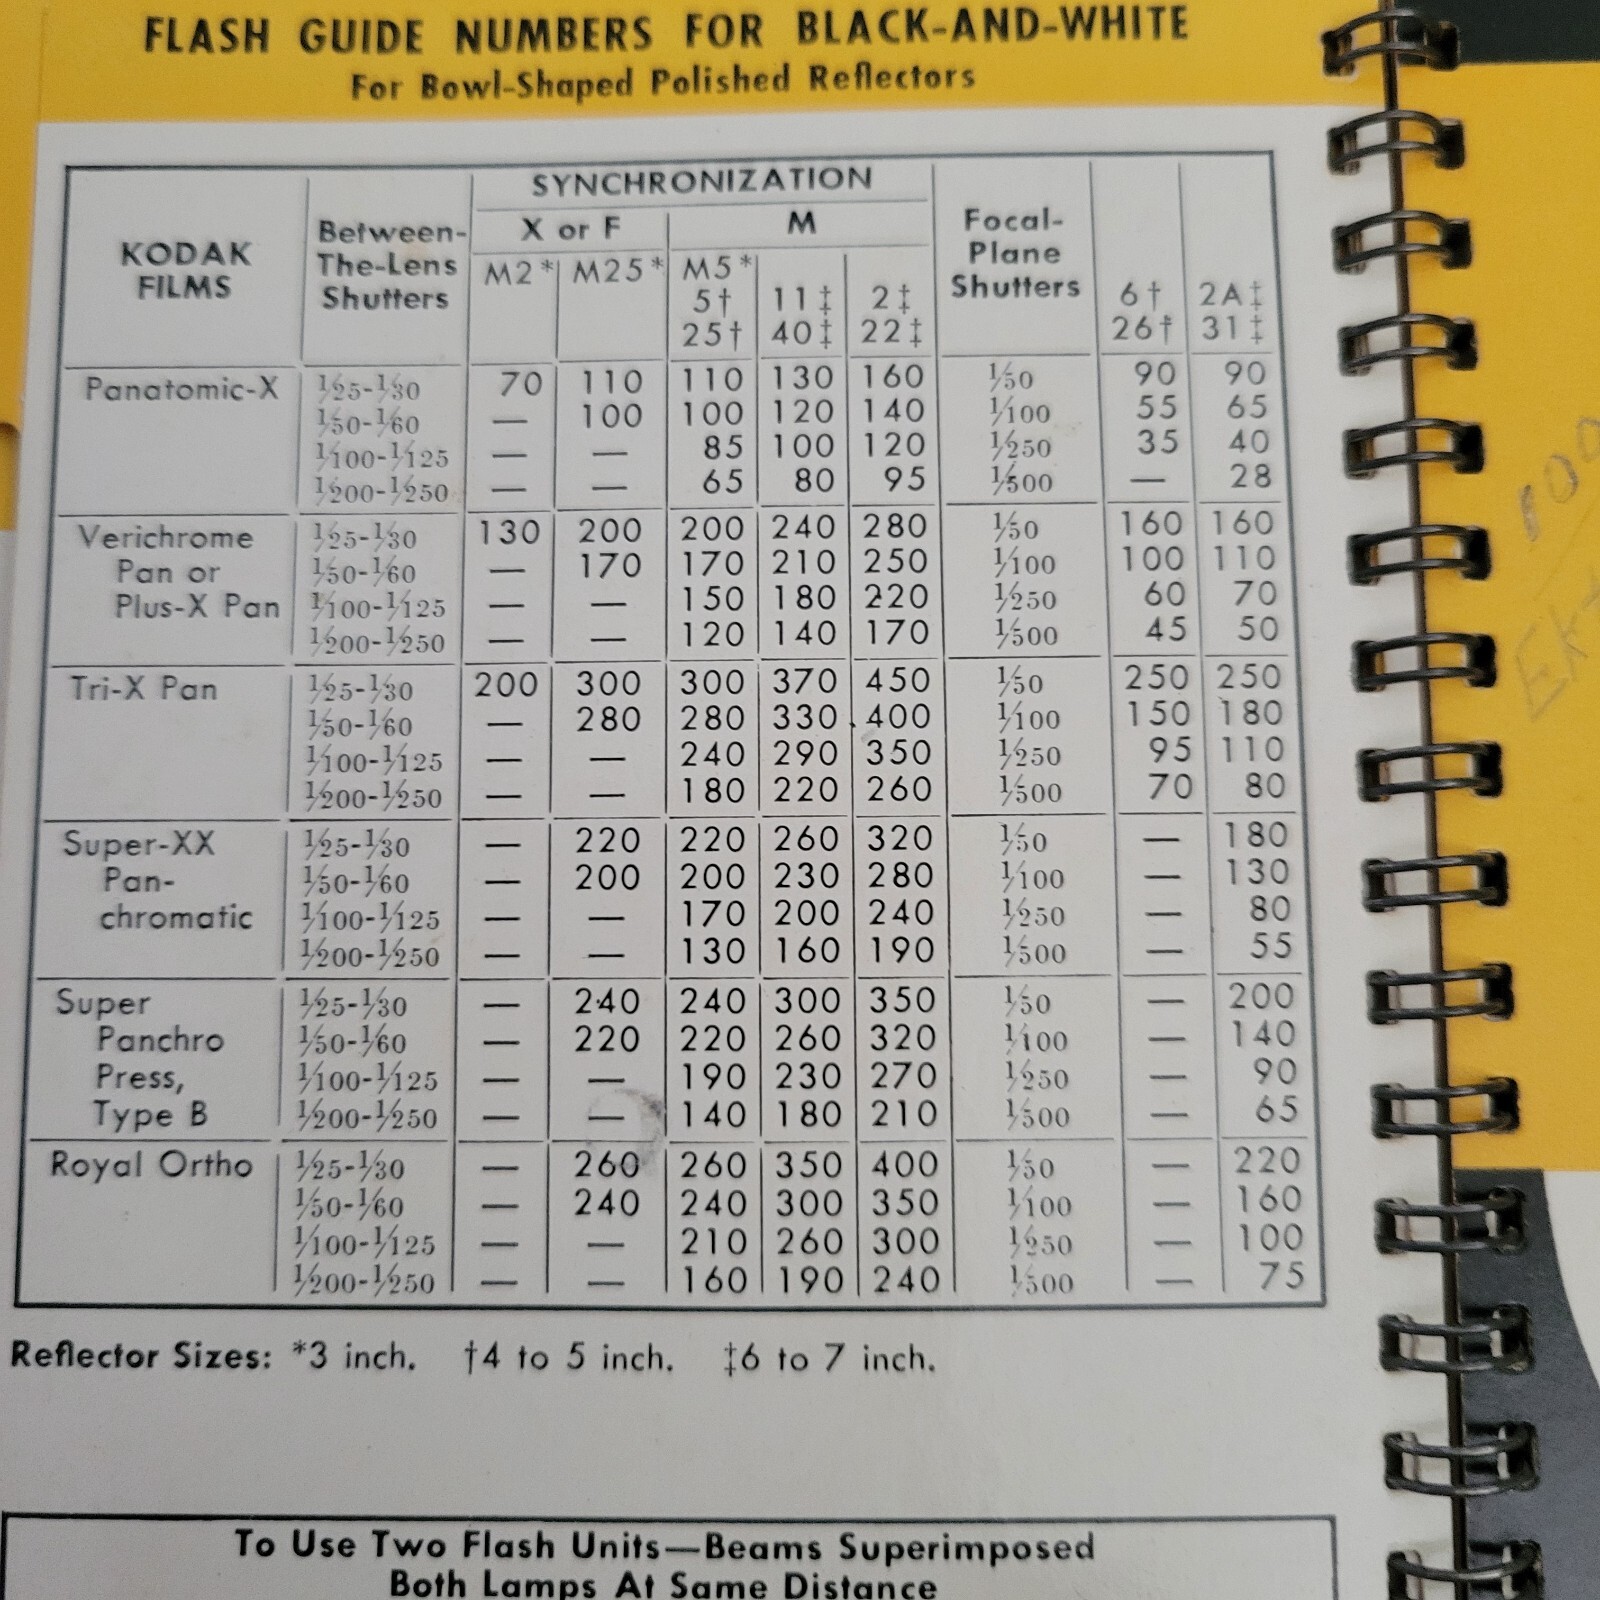 FLASH GUIDE NUMBERS FOR BLACK-AND-WHITE
For Bowl-Shaped Polished Reflectors
KODAK FILMS | Between-The-Lens Shutters | SYNCHRONIZATION | Focal-Plane Shutters | 6† 26† | 2A‡ 31‡
X or F | M
M2* | M25* | M5* 5† 25† | 11‡ 40‡ | 2‡ 22‡
Panatomic-X 1/25-1/30 70 110 110 130 160 1/50 90 90
1/50-1/60 — 100 100 120 140 1/100 55 65
1/100-1/125 — — 85 100 120 1/250 35 40
1/200-1/250 — — 65 80 95 1/500 — 28
Verichrome 1/25-1/30 130 200 200 240 280 1/50 160 160
Pan or 1/50-1/60 — 170 170 210 250 1/100 100 110
Plus-X Pan 1/100-1/125 — — 150 180 220 1/250 60 70
1/200-1/250 — — 120 140 170 1/500 45 50
Tri-X Pan 1/25-1/30 200 300 300 370 450 1/50 250 250
1/50-1/60 — 280 280 330 400 1/100 150 180
1/100-1/125 — — 240 290 350 1/250 95 110
1/200-1/250 — — 180 220 260 1/500 70 80
Super-XX 1/25-1/30 — 220 220 260 320 1/50 — 180
Pan- 1/50-1/60 — 200 200 230 280 1/100 — 130
chromatic 1/100-1/125 — — 170 200 240 1/250 — 80
1/200-1/250 — — 130 160 190 1/500 — 55
Super 1/25-1/30 — 240 240 300 350 1/50 — 200
Panchro 1/50-1/60 — 220 220 260 320 1/100 — 140
Press, 1/100-1/125 — — 190 230 270 1/250 — 90
Type B 1/200-1/250 — — 140 180 210 1/500 — 65
Royal Ortho 1/25-1/30 — 260 260 350 400 1/50 — 220
1/50-1/60 — 240 240 300 350 1/100 — 160
1/100-1/125 — — 210 260 300 1/250 — 100
1/200-1/250 — — 160 190 240 1/500 — 75
Reflector Sizes: *3 inch. †4 to 5 inch. ‡6 to 7 inch.
To Use Two Flash Units—Beams Superimposed
Both Lamps At Same Distance